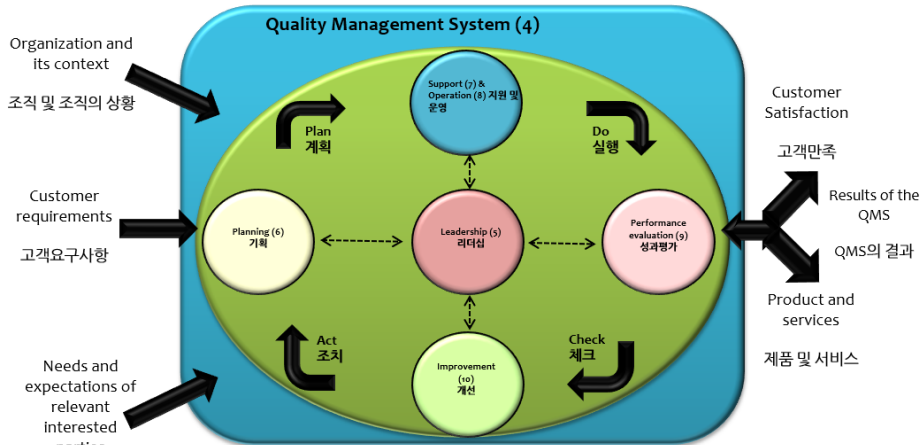 Quality Management System (4)
Organization and
its context
조직 및 조직의 상황
Customer
requirements
고객요구사항
Needs and
expectations of
relevant
interested
Plan
계획
Support (7) &
Operation (8) 지원 및
운영
Do
실행
Planning (6)
기획
Leadership (5)
리더십
Performance
evaluation (9)
성과평가
Act
조치
Improvement
(10)
개선
Check
체크
Customer
Satisfaction
고객만족
Results of the
QMS
QMS의 결과
Product and
services
제품 및 서비스